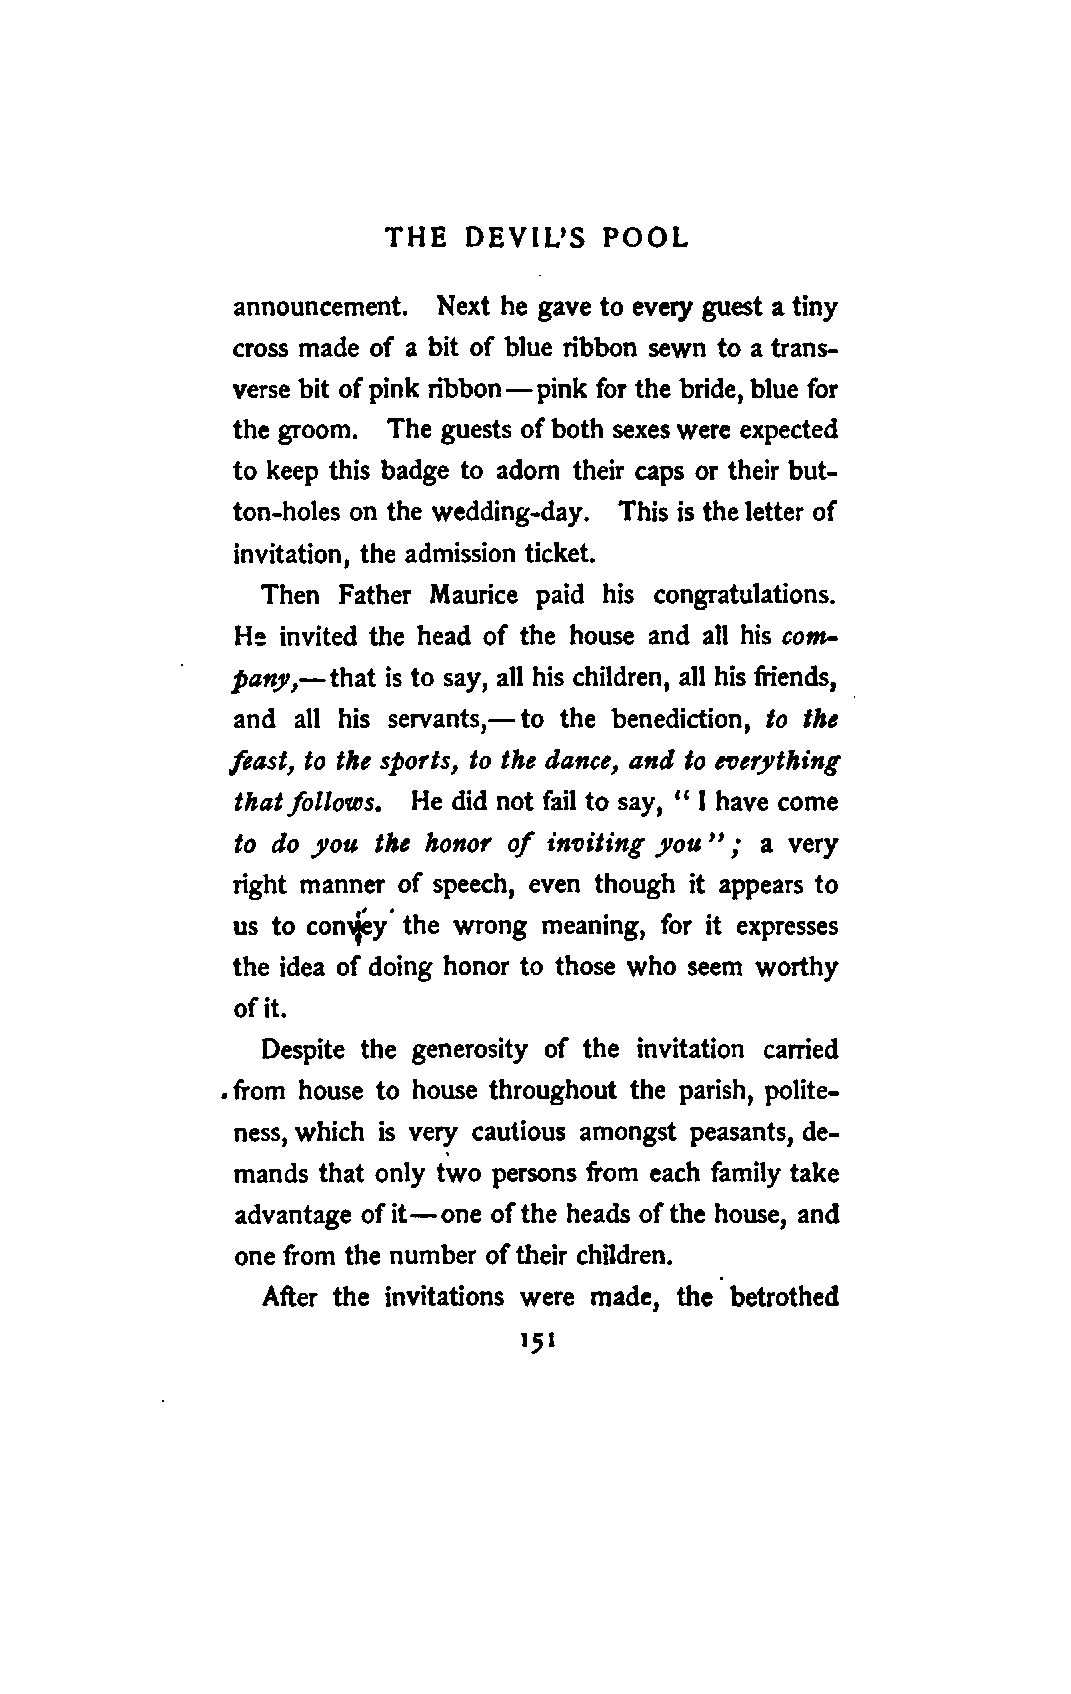 THE DEVIL'S POOL
announcement. Next he gave to every guest a tiny
cross made of a bit of blue ribbon sewn to a trans-
verse bit of pink ribbon—pink for the bride, blue for
the groom. The guests of both sexes were expected
to keep this badge to adorn their caps or their but-
ton-holes on the wedding-day. This is the letter of
invitation, the admission ticket.
Then Father Maurice paid his congratulations.
He invited the head of the house and all his com-
pany,—that is to say, all his children, all his friends,
and all his servants,—to the benediction, to the
feast, to the sports, to the dance, and to everything
that follows. He did not fail to say, "I have come
to do you the honor of inviting you"; a very
right manner of speech, even though it appears to
us to convey the wrong meaning, for it expresses
the idea of doing honor to those who seem worthy
of it.
Despite the generosity of the invitation carried
from house to house throughout the parish, polite-
ness, which is very cautious amongst peasants, de-
mands that only two persons from each family take
advantage of it—one of the heads of the house, and
one from the number of their children.
After the invitations were made, the betrothed
151